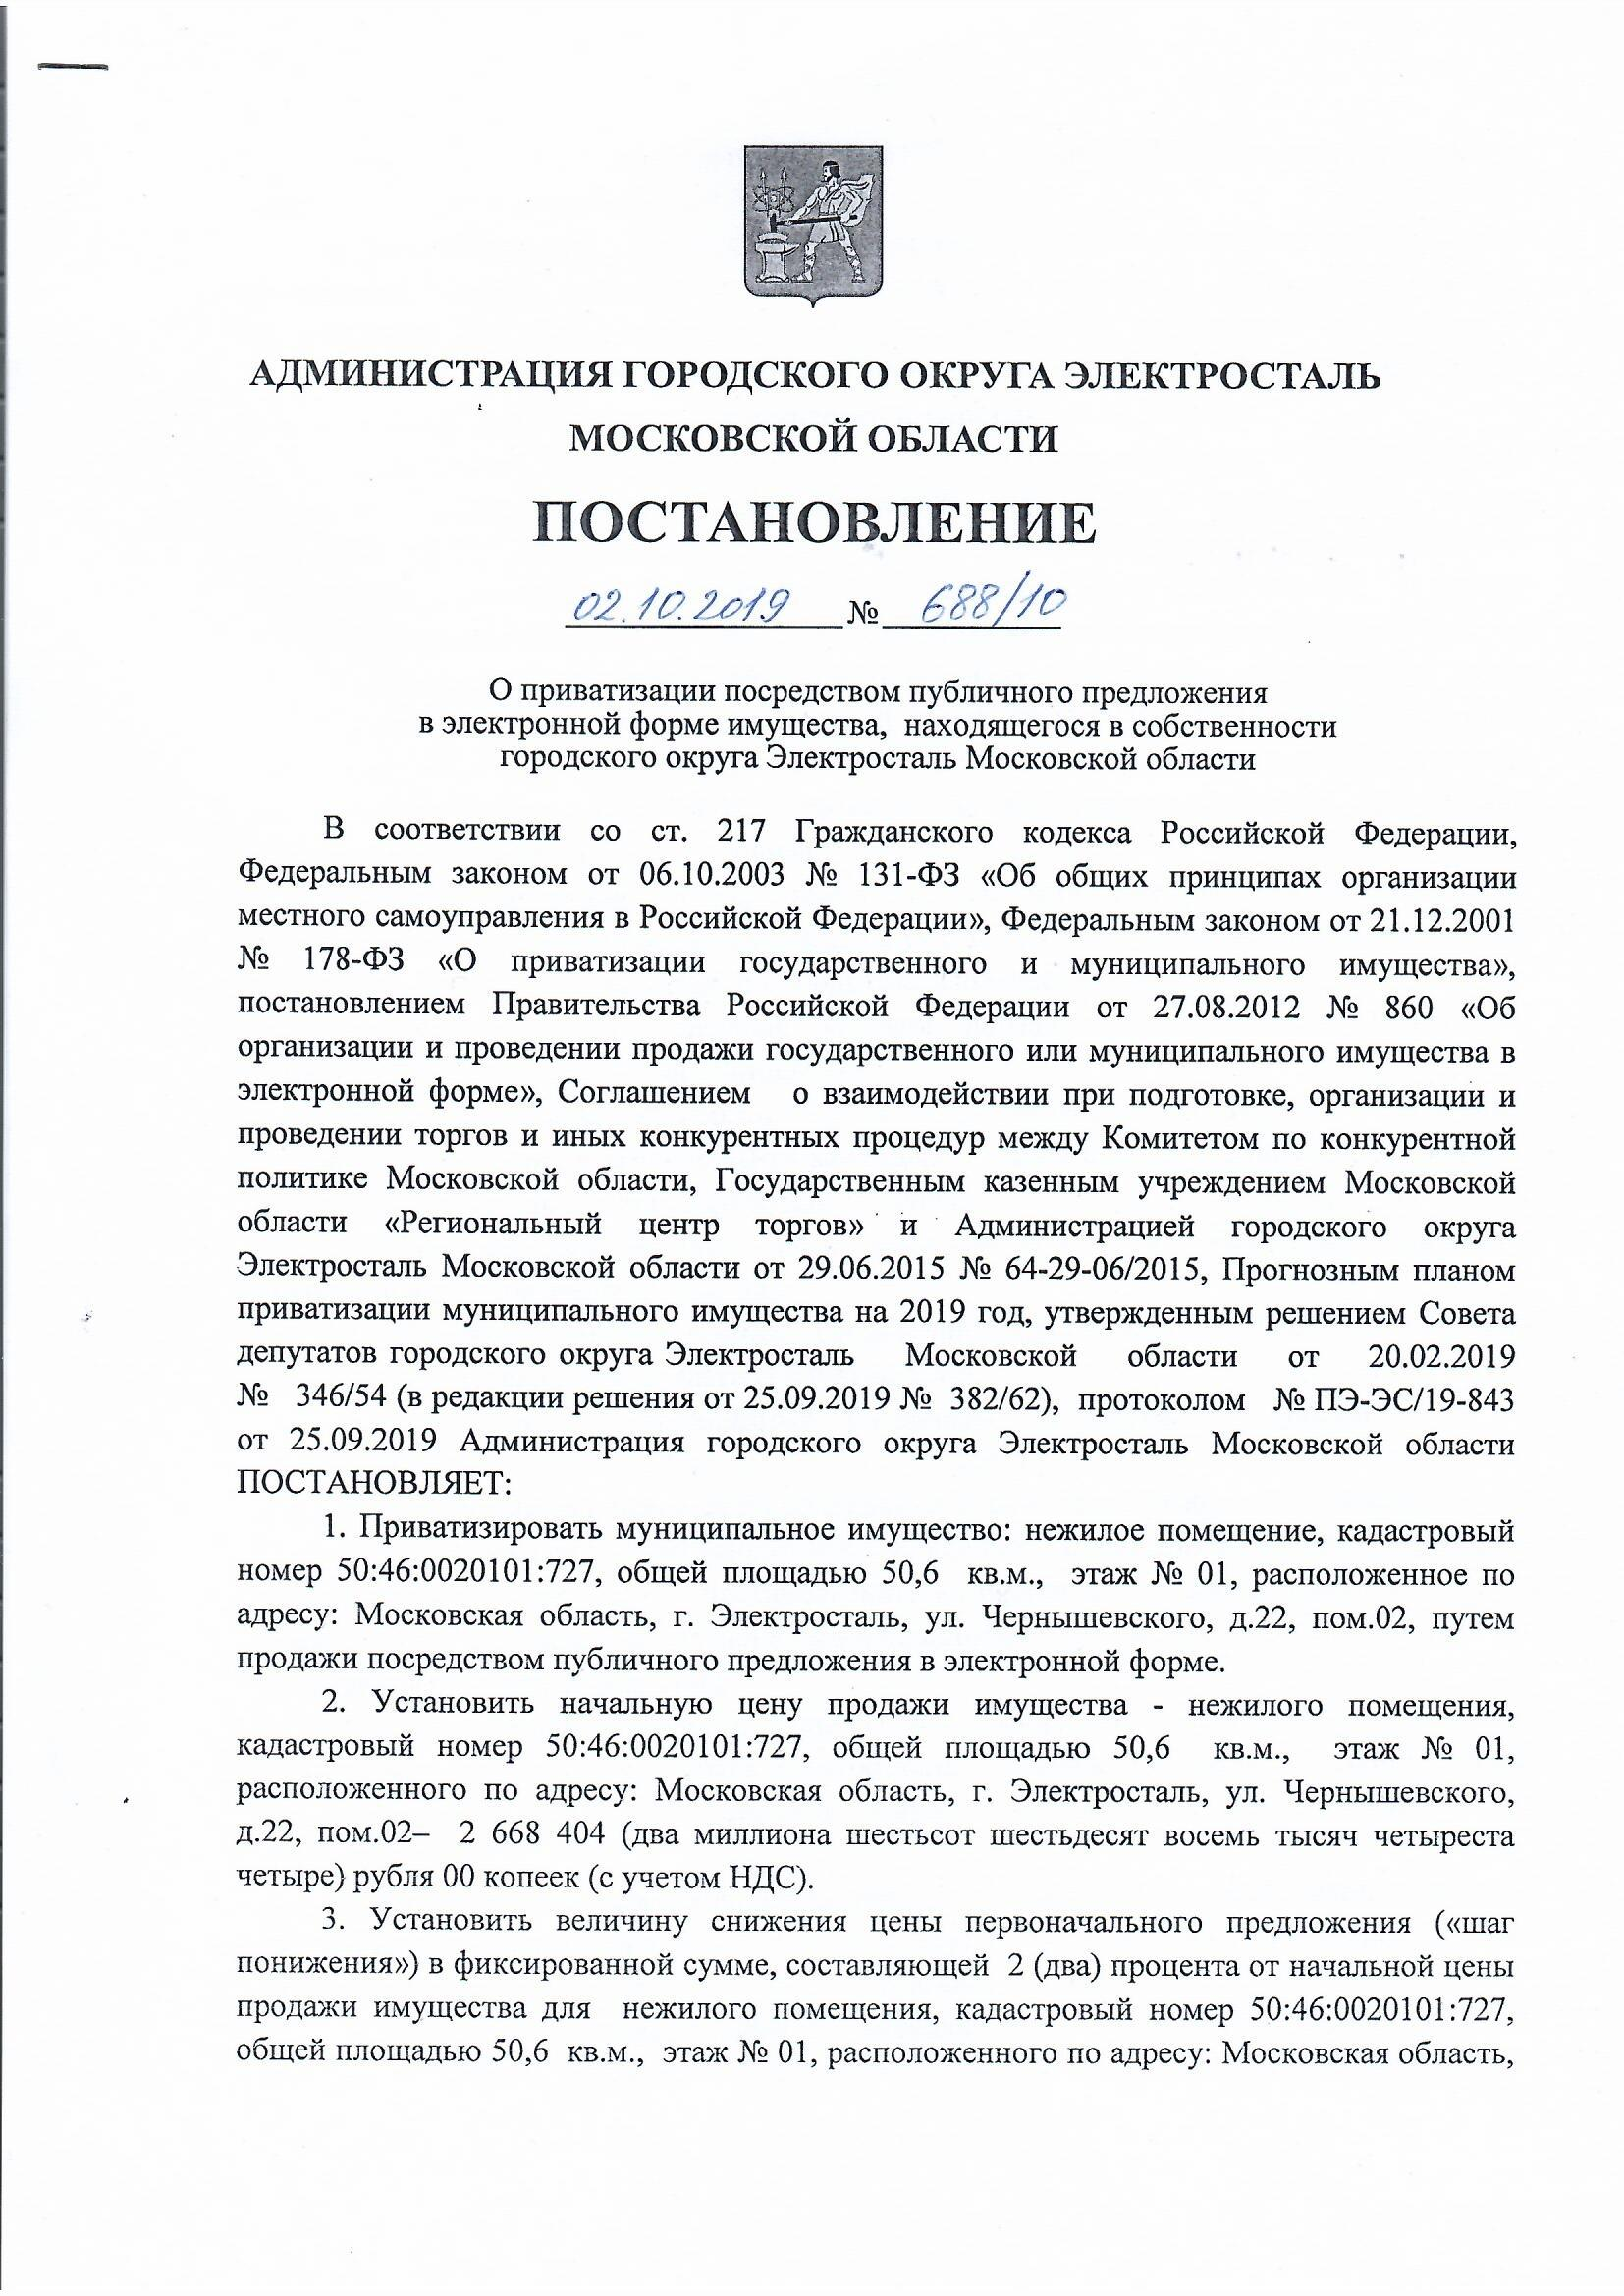 АДМИНИСТРАЦИЯ ГОРОДСКОГО ОКРУГА ЭЛЕКТРОСТАЛЬ
МОСКОВСКОЙ ОБЛАСТИ
ПОСТАНОВЛЕНИЕ
02.10.2019 № 688/10
О приватизации посредством публичного предложения
в электронной форме имущества, находящегося в собственности
городского округа Электросталь Московской области
В соответствии со ст. 217 Гражданского кодекса Российской Федерации,
Федеральным законом от 06.10.2003 № 131-ФЗ «Об общих принципах организации
местного самоуправления в Российской Федерации», Федеральным законом от 21.12.2001
№ 178-ФЗ «О приватизации государственного и муниципального имущества»,
постановлением Правительства Российской Федерации от 27.08.2012 № 860 «Об
организации и проведении продажи государственного или муниципального имущества в
электронной форме», Соглашением о взаимодействии при подготовке, организации и
проведении торгов и иных конкурентных процедур между Комитетом по конкурентной
политике Московской области, Государственным казенным учреждением Московской
области «Региональный центр торгов» и Администрацией городского округа
Электросталь Московской области от 29.06.2015 № 64-29-06/2015, Прогнозным планом
приватизации муниципального имущества на 2019 год, утвержденным решением Совета
депутатов городского округа Электросталь Московской области от 20.02.2019
№ 346/54 (в редакции решения от 25.09.2019 № 382/62), протоколом № ПЭ-ЭС/19-843
от 25.09.2019 Администрация городского округа Электросталь Московской области
ПОСТАНОВЛЯЕТ:
1. Приватизировать муниципальное имущество: нежилое помещение, кадастровый
номер 50:46:0020101:727, общей площадью 50,6 кв.м., этаж № 01, расположенное по
адресу: Московская область, г. Электросталь, ул. Чернышевского, д.22, пом.02, путем
продажи посредством публичного предложения в электронной форме.
2. Установить начальную цену продажи имущества - нежилого помещения,
кадастровый номер 50:46:0020101:727, общей площадью 50,6 кв.м., этаж № 01,
расположенного по адресу: Московская область, г. Электросталь, ул. Чернышевского,
д.22, пом.02– 2 668 404 (два миллиона шестьсот шестьдесят восемь тысяч четыреста
четыре) рубля 00 копеек (с учетом НДС).
3. Установить величину снижения цены первоначального предложения («шаг
понижения») в фиксированной сумме, составляющей 2 (два) процента от начальной цены
продажи имущества для нежилого помещения, кадастровый номер 50:46:0020101:727,
общей площадью 50,6 кв.м., этаж № 01, расположенного по адресу: Московская область,